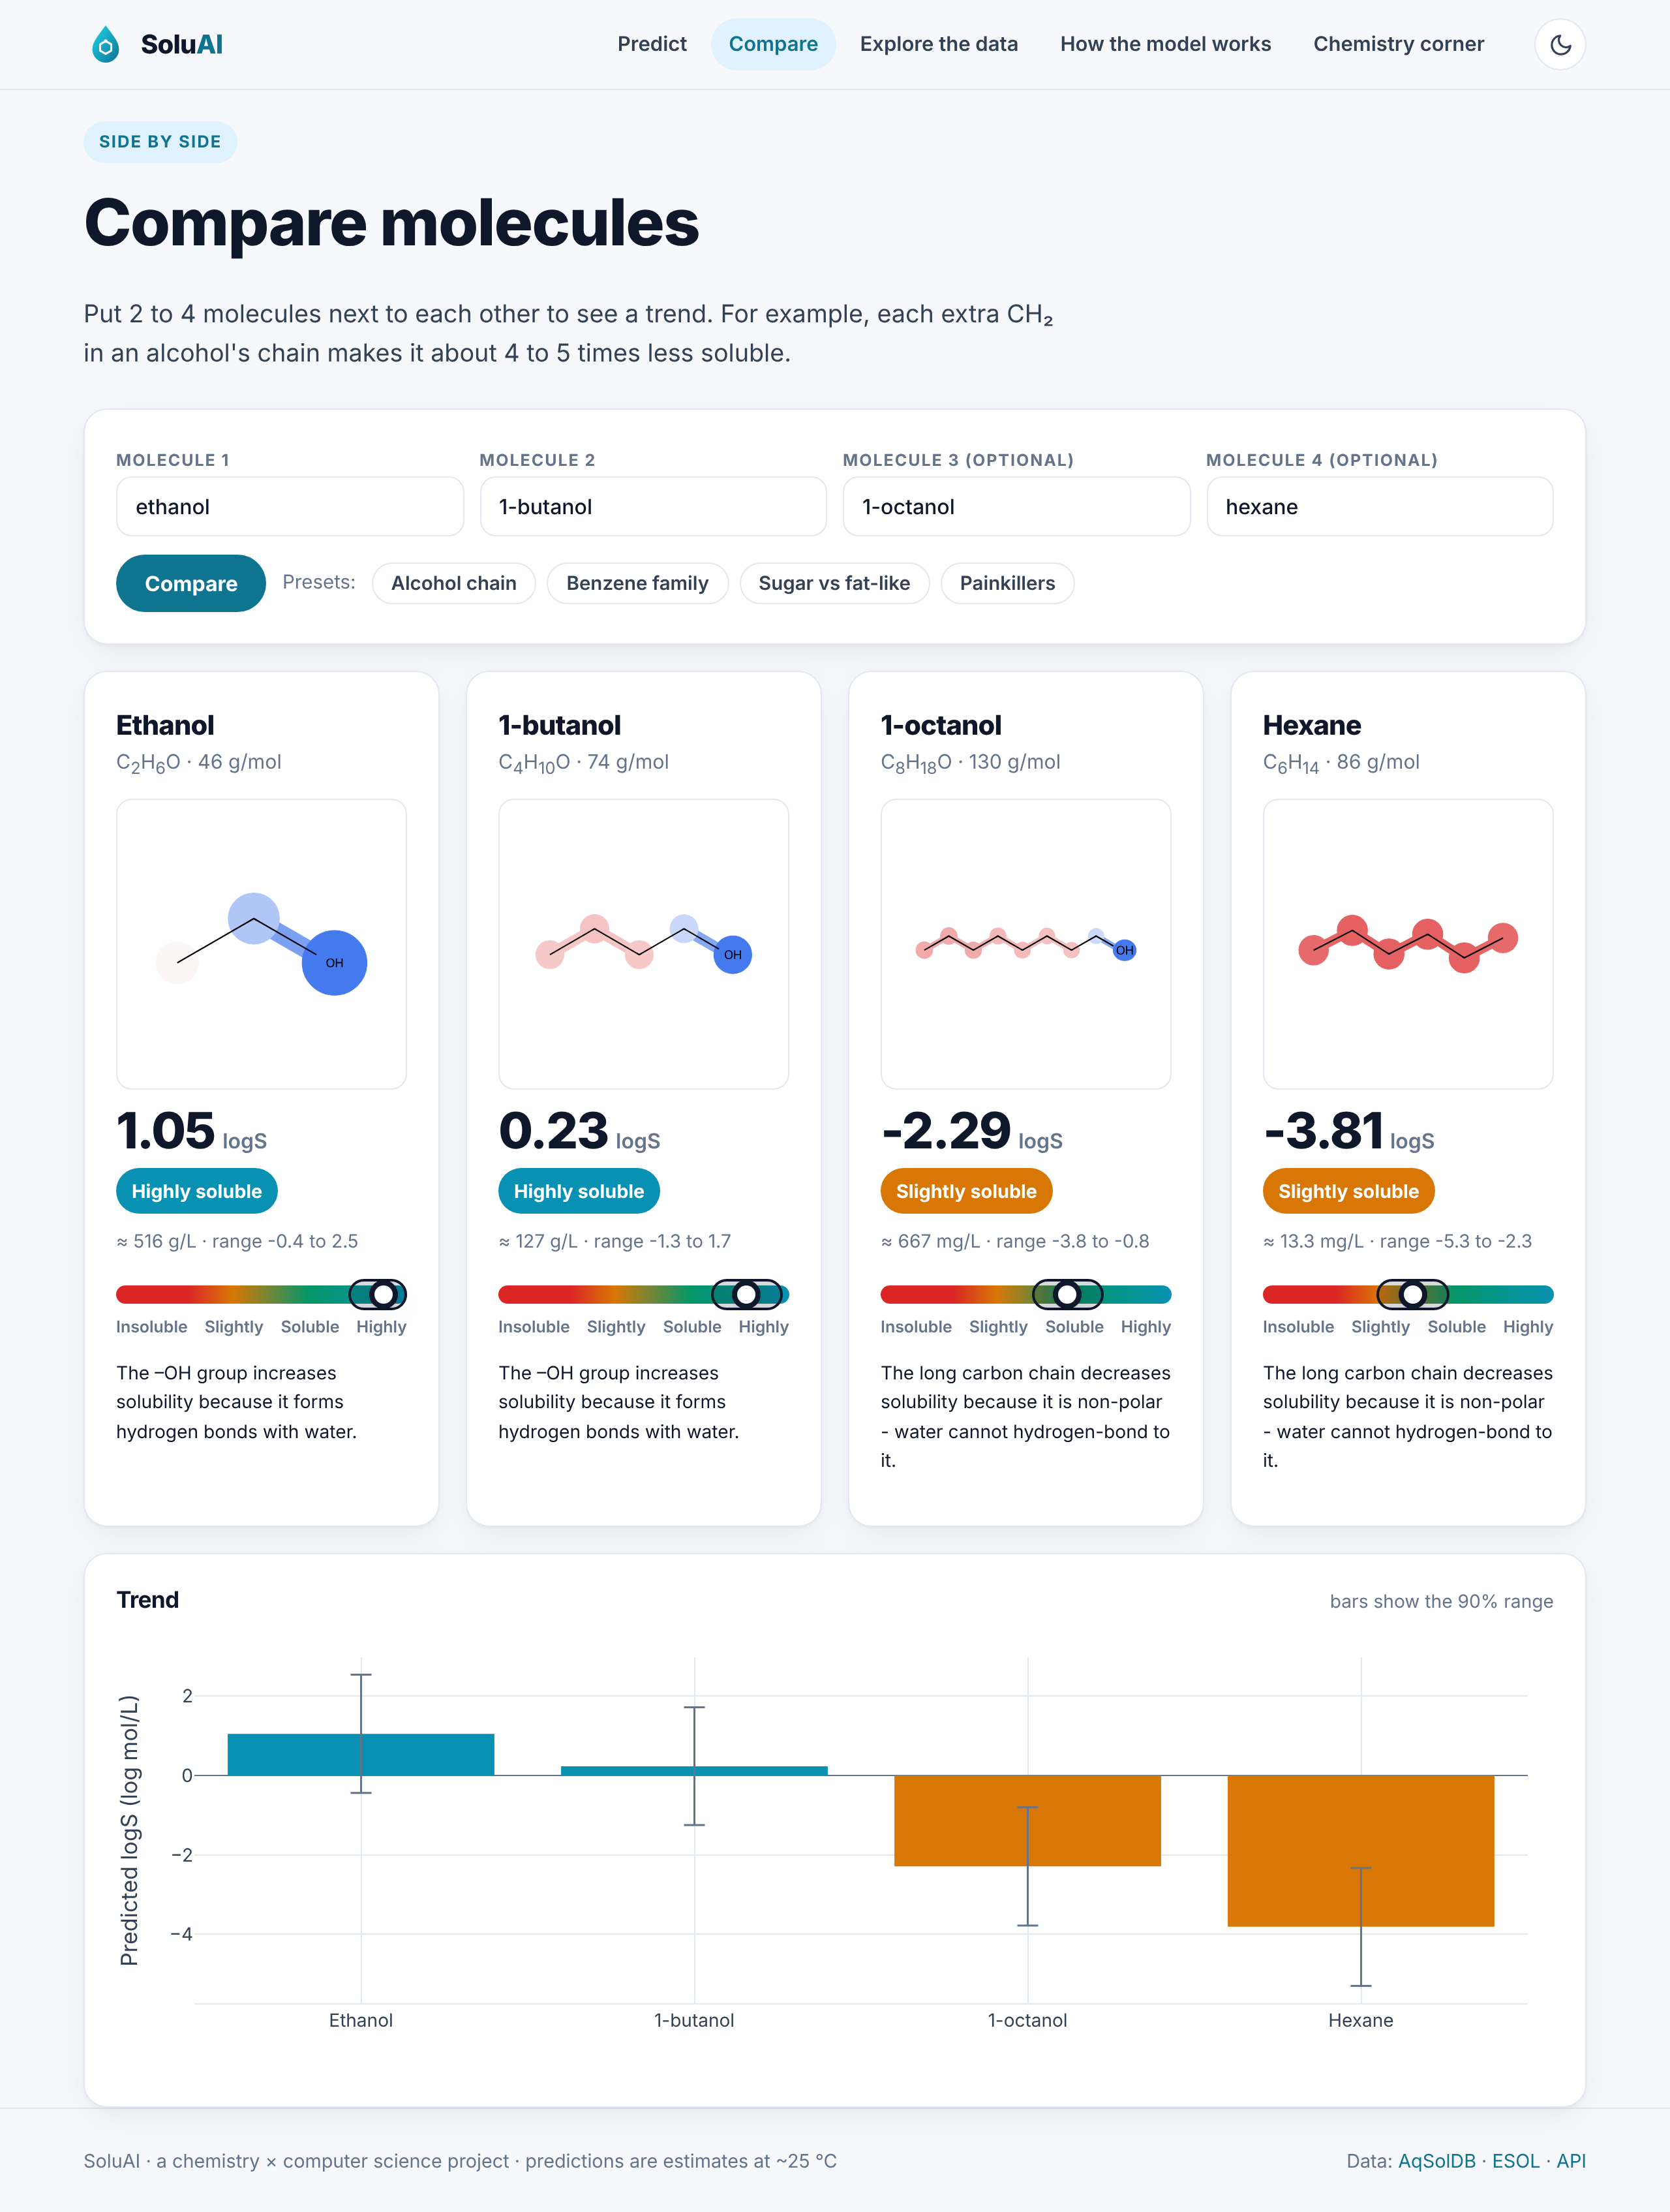 SoluAI
Predict
Compare
Explore the data
How the model works
Chemistry corner
SIDE BY SIDE
Compare molecules
Put 2 to 4 molecules next to each other to see a trend. For example, each extra CH₂
in an alcohol's chain makes it about 4 to 5 times less soluble.
MOLECULE 1
MOLECULE 2
MOLECULE 3 (OPTIONAL)
MOLECULE 4 (OPTIONAL)
ethanol
1-butanol
1-octanol
hexane
Compare
Presets:
Alcohol chain
Benzene family
Sugar vs fat-like
Painkillers
Ethanol
C₂H₆O · 46 g/mol
OH
1.05 logS
Highly soluble
≈ 516 g/L · range -0.4 to 2.5
Insoluble Slightly Soluble Highly
The –OH group increases
solubility because it forms
hydrogen bonds with water.
1-butanol
C₄H₁₀O · 74 g/mol
OH
0.23 logS
Highly soluble
≈ 127 g/L · range -1.3 to 1.7
Insoluble Slightly Soluble Highly
The –OH group increases
solubility because it forms
hydrogen bonds with water.
1-octanol
C₈H₁₈O · 130 g/mol
OH
-2.29 logS
Slightly soluble
≈ 667 mg/L · range -3.8 to -0.8
Insoluble Slightly Soluble Highly
The long carbon chain decreases
solubility because it is non-polar
- water cannot hydrogen-bond to
it.
Hexane
C₆H₁₄ · 86 g/mol
-3.81 logS
Slightly soluble
≈ 13.3 mg/L · range -5.3 to -2.3
Insoluble Slightly Soluble Highly
The long carbon chain decreases
solubility because it is non-polar
- water cannot hydrogen-bond to
it.
Trend
bars show the 90% range
Predicted logS (log mol/L)
2
0
−2
−4
Ethanol
1-butanol
1-octanol
Hexane
SoluAI · a chemistry × computer science project · predictions are estimates at ~25 °C
Data: AqSolDB · ESOL · API